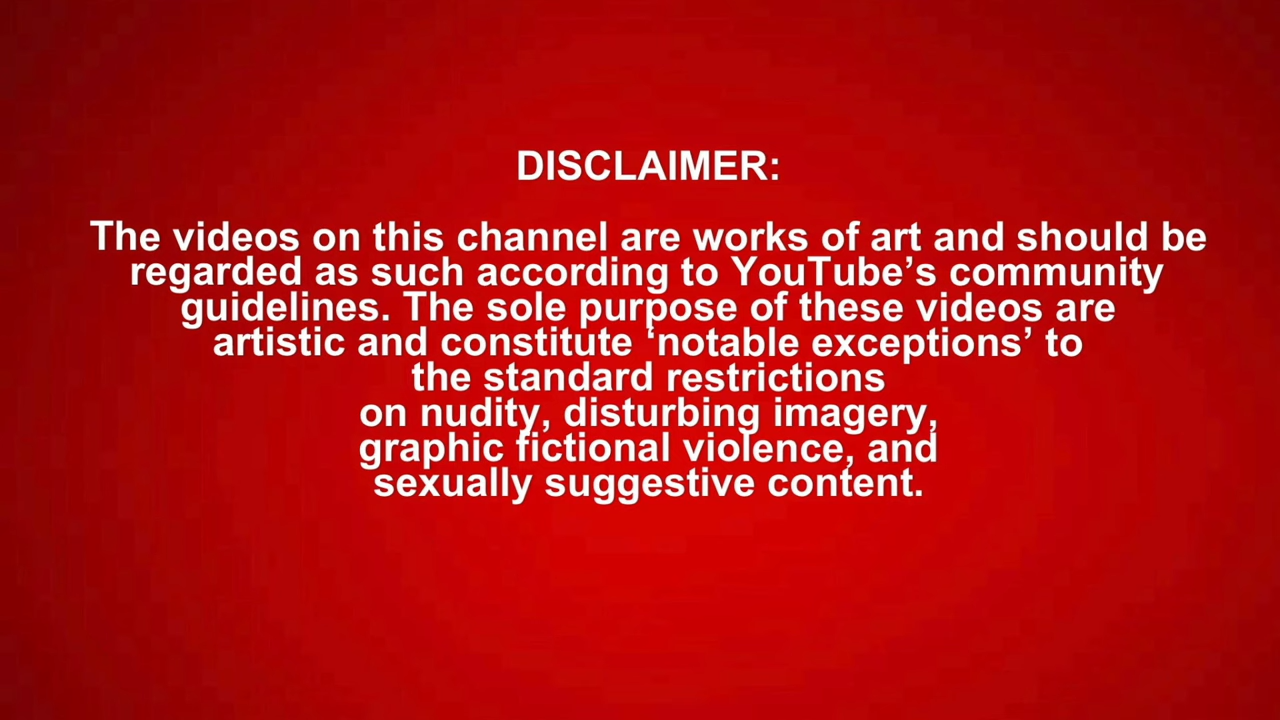 DISCLAIMER:
The videos on this channel are works of art and should be
regarded as such according to YouTube’s community
guidelines. The sole purpose of these videos are
artistic and constitute ‘notable exceptions’ to
the standard restrictions
on nudity, disturbing imagery,
graphic fictional violence, and
sexually suggestive content.